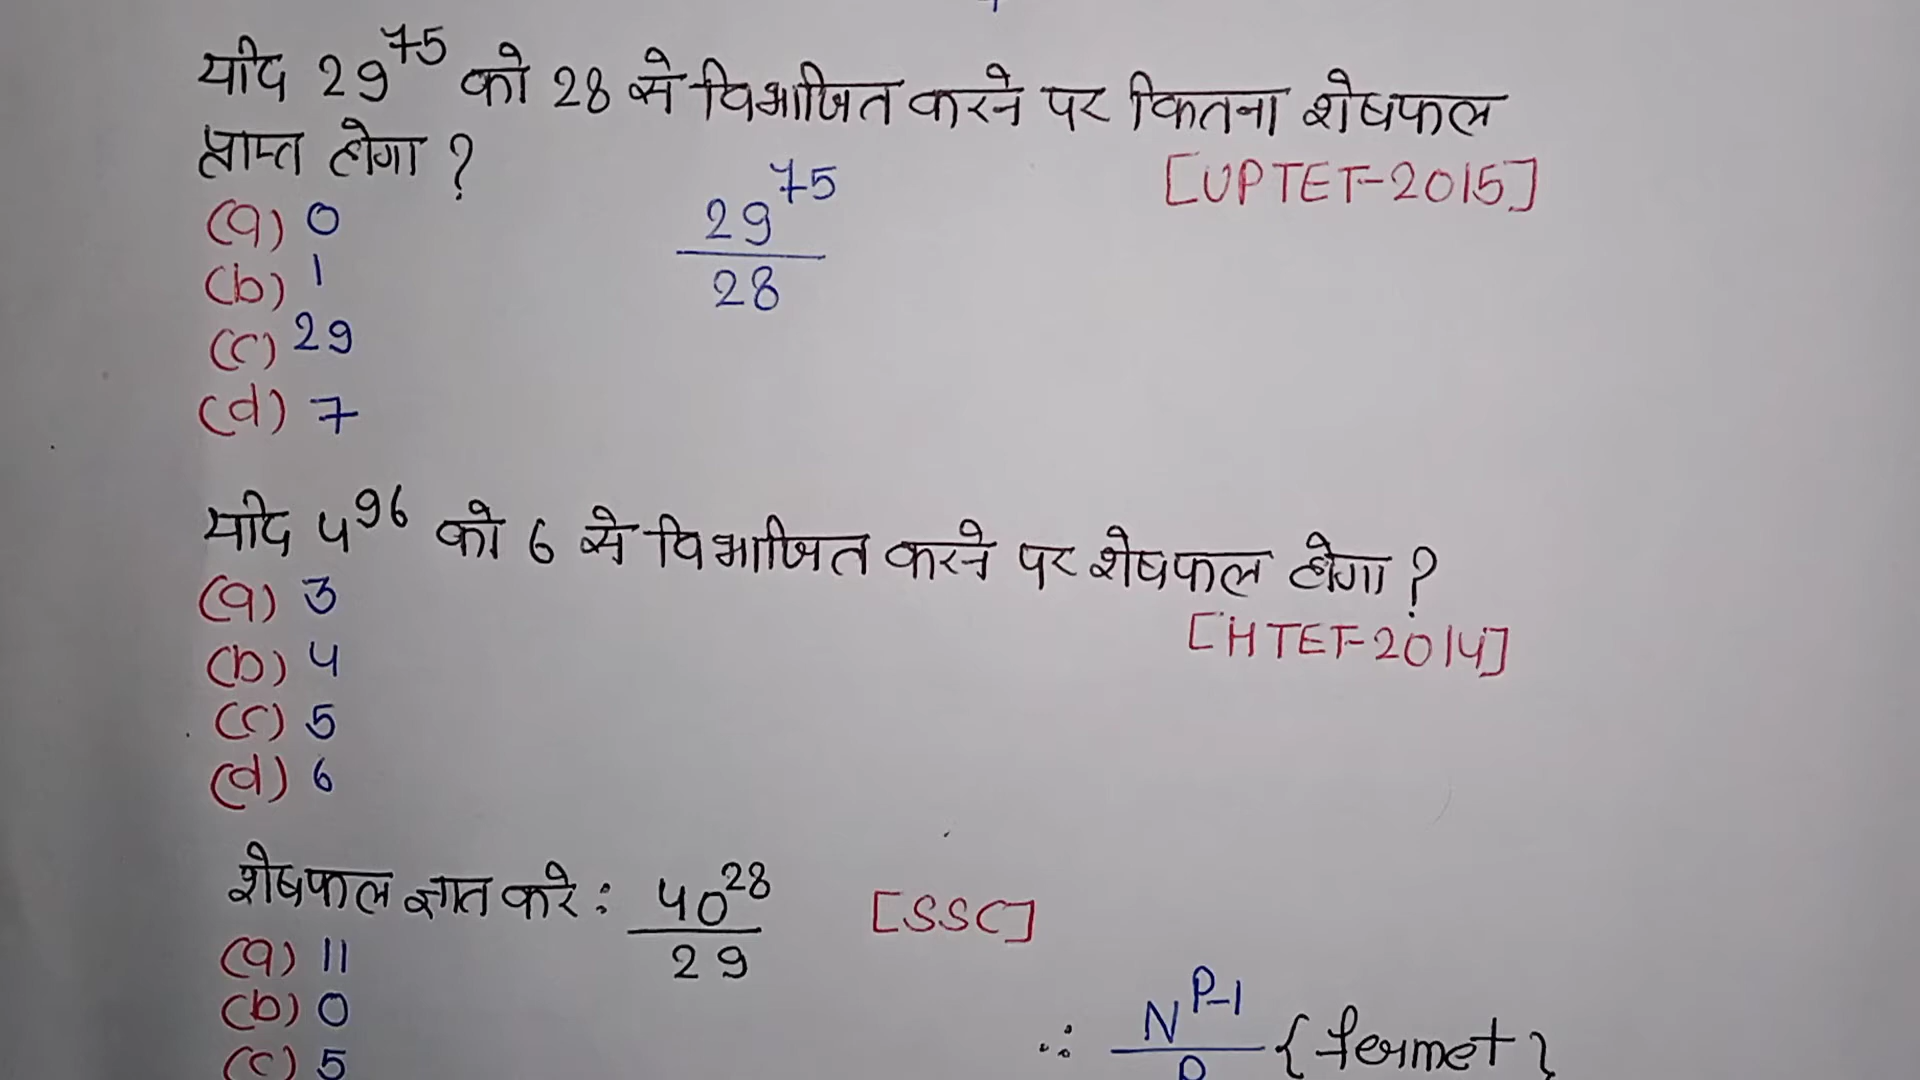 यदि 29^75 को 28 से विभाजित करने पर कितना शेषफल
प्राप्त होगा ?
[UPTET-2015]
(a) 0
(b) 1
(c) 29
(d) 7
29^75
28
यदि 4^96 को 6 से विभाजित करने पर शेषफल होगा ?
[HTET-2014]
(a) 3
(b) 4
(c) 5
(d) 6
शेषफल ज्ञात करे : 40^28 / 29 [SSC]
(a) 11
(b) 0
(c) 5
∴ N^P-1 / P { fermet }